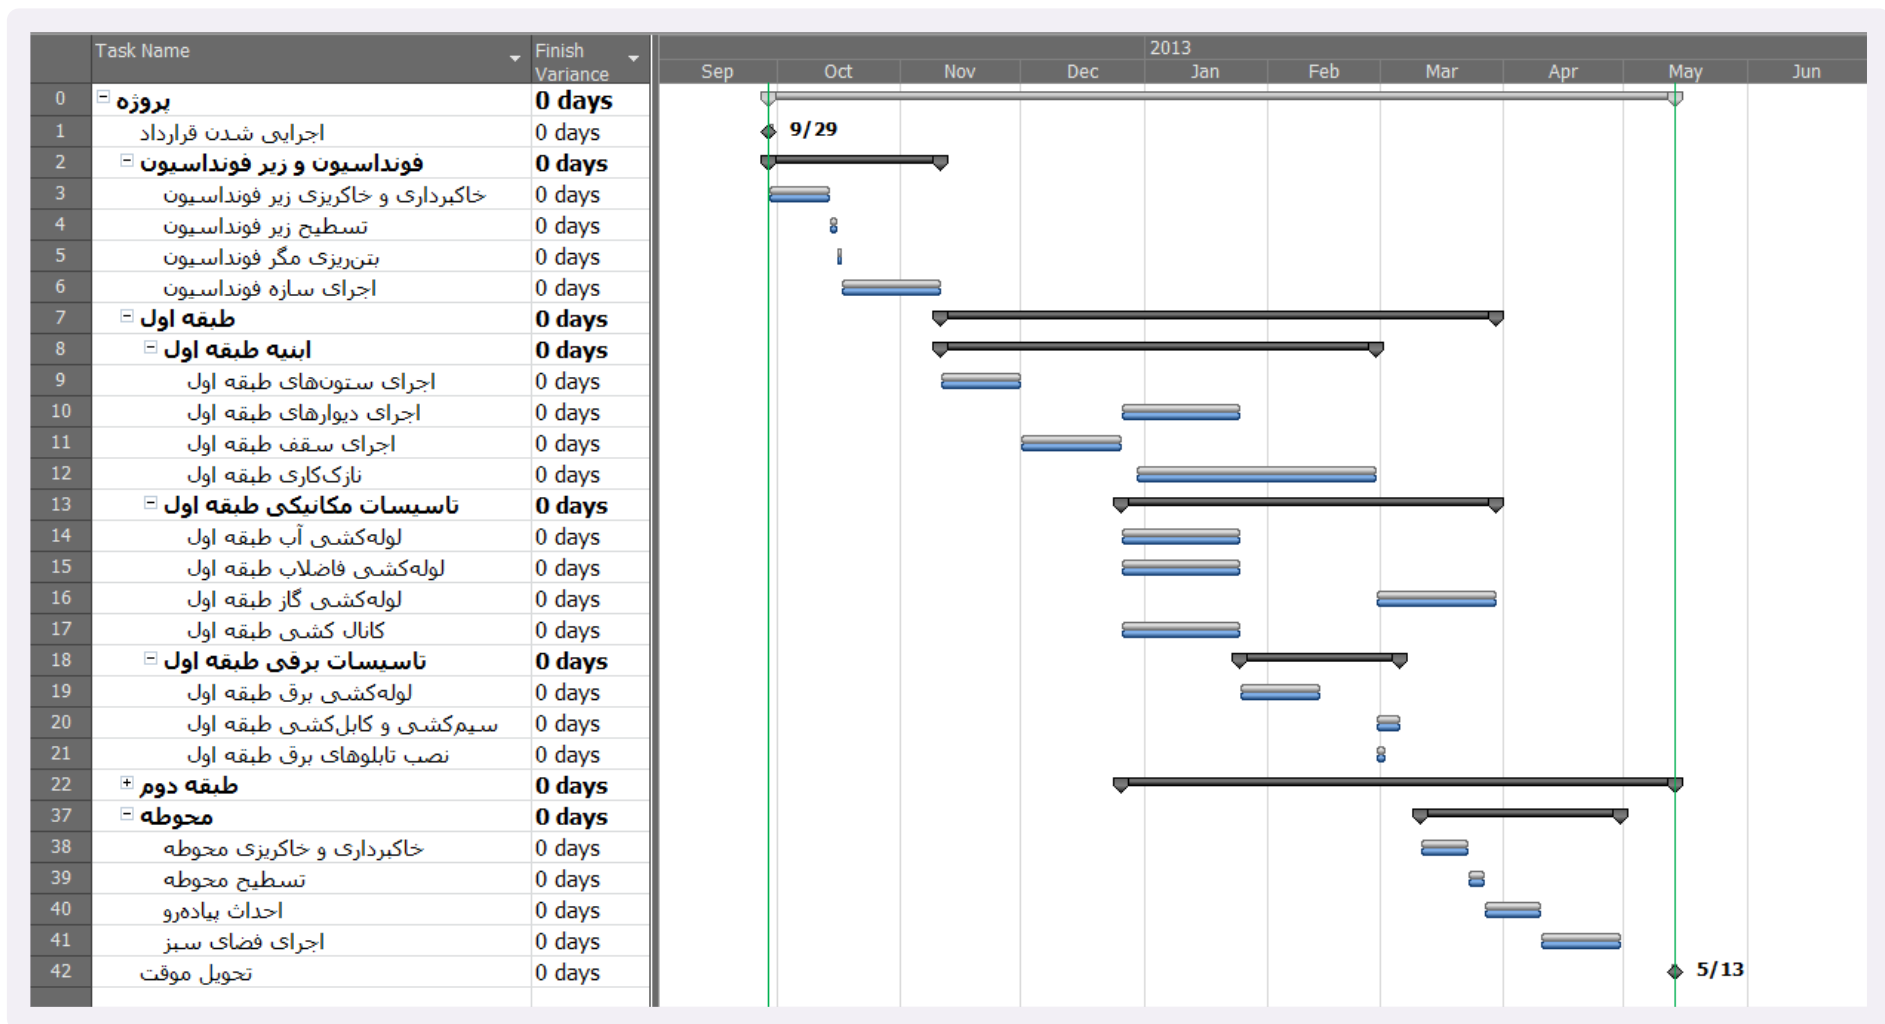 Task Name Finish Variance
2013
Sep Oct Nov Dec Jan Feb Mar Apr May Jun
0 پروژه 0 days
1 اجرایی شدن قرارداد 0 days 9/29
2 فونداسیون و زیر فونداسیون 0 days
3 خاکبرداری و خاکریزی زیر فونداسیون 0 days
4 تسطیح زیر فونداسیون 0 days
5 بتن‌ریزی مگر فونداسیون 0 days
6 اجرای سازه فونداسیون 0 days
7 طبقه اول 0 days
8 ابنیه طبقه اول 0 days
9 اجرای ستون‌های طبقه اول 0 days
10 اجرای دیوارهای طبقه اول 0 days
11 اجرای سقف طبقه اول 0 days
12 نازک‌کاری طبقه اول 0 days
13 تاسیسات مکانیکی طبقه اول 0 days
14 لوله‌کشی آب طبقه اول 0 days
15 لوله‌کشی فاضلاب طبقه اول 0 days
16 لوله‌کشی گاز طبقه اول 0 days
17 کانال کشی طبقه اول 0 days
18 تاسیسات برقی طبقه اول 0 days
19 لوله‌کشی برق طبقه اول 0 days
20 سیم‌کشی و کابل‌کشی طبقه اول 0 days
21 نصب تابلوهای برق طبقه اول 0 days
22 طبقه دوم 0 days
37 محوطه 0 days
38 خاکبرداری و خاکریزی محوطه 0 days
39 تسطیح محوطه 0 days
40 احداث پیاده‌رو 0 days
41 اجرای فضای سبز 0 days
42 تحویل موقت 0 days 5/13